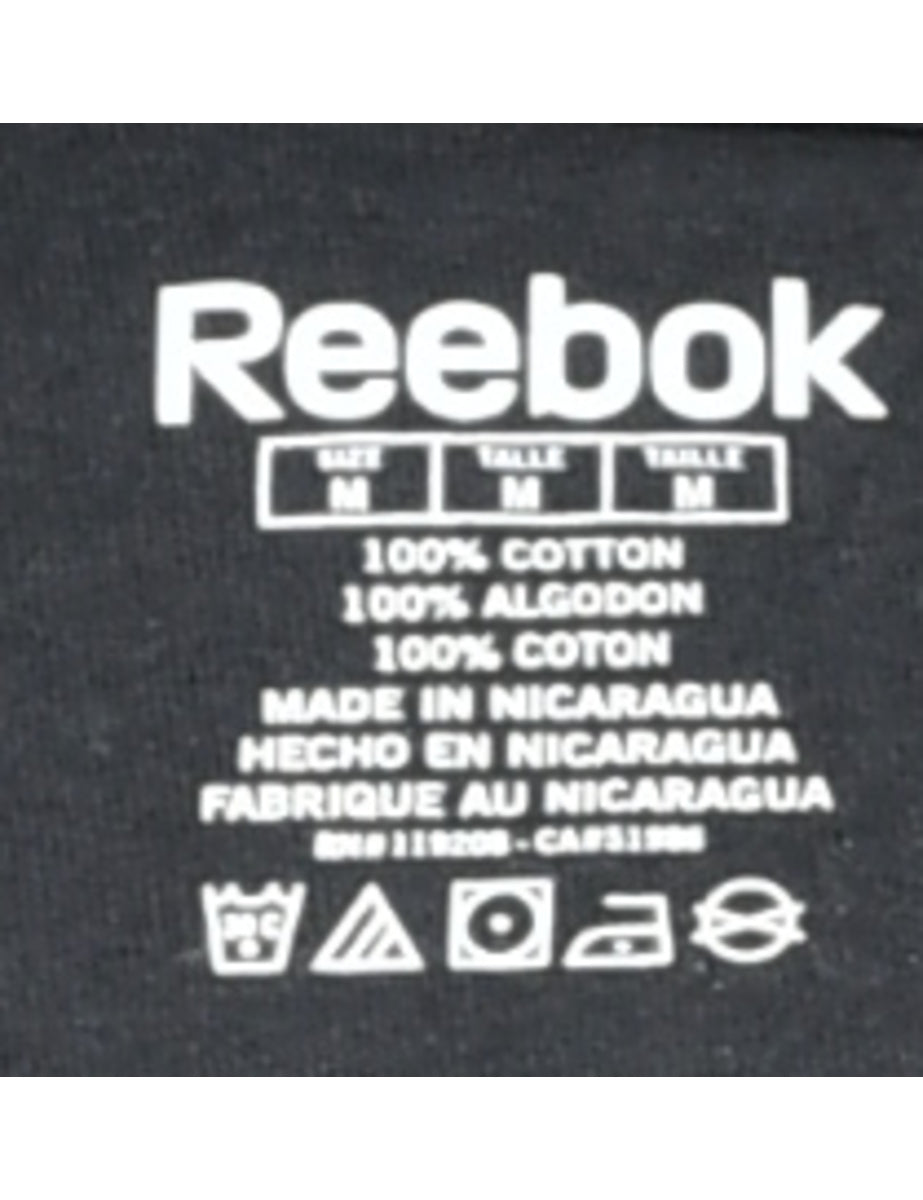 Reebok
SIZE TALLE TAILLE
M M M
100% COTTON
100% ALGODON
100% COTON
MADE IN NICARAGUA
HECHO EN NICARAGUA
FABRIQUE AU NICARAGUA